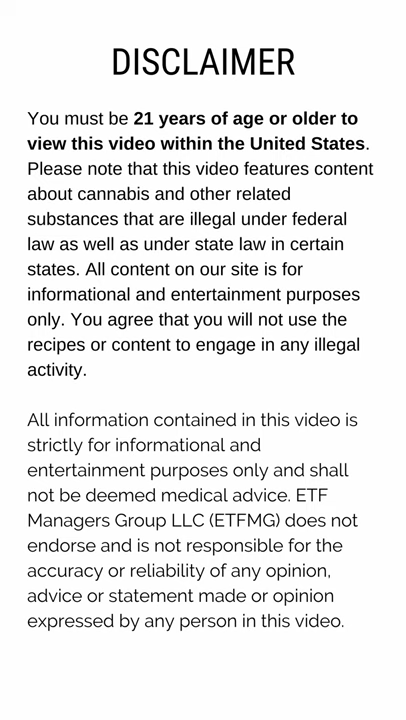 DISCLAIMER
You must be 21 years of age or older to
view this video within the United States.
Please note that this video features content
about cannabis and other related
substances that are illegal under federal
law as well as under state law in certain
states. All content on our site is for
informational and entertainment purposes
only. You agree that you will not use the
recipes or content to engage in any illegal
activity.
All information contained in this video is
strictly for informational and
entertainment purposes only and shall
not be deemed medical advice. ETF
Managers Group LLC (ETFMG) does not
endorse and is not responsible for the
accuracy or reliability of any opinion,
advice or statement made or opinion
expressed by any person in this video.